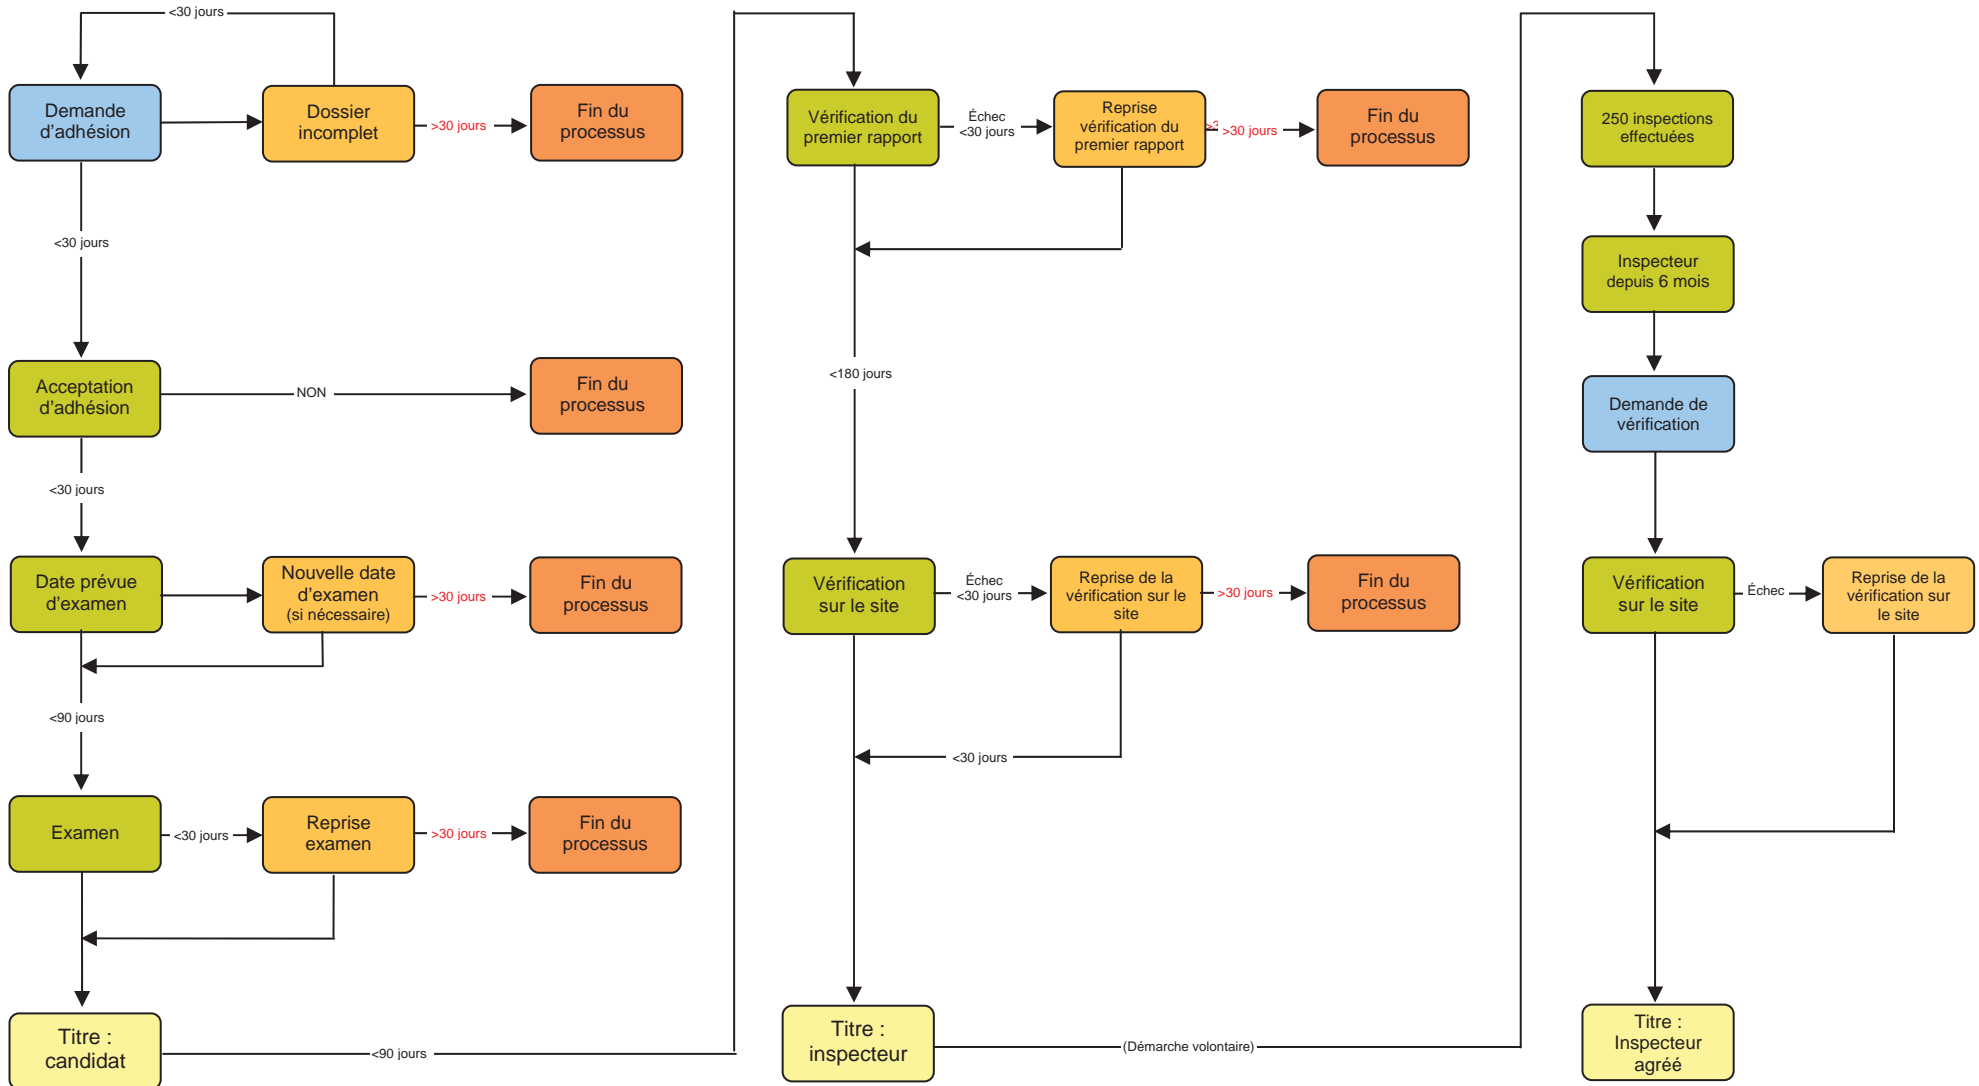 <30 jours
Demande
d'adhésion
Dossier
incomplet
>30 jours
Fin du
processus
<30 jours
Acceptation
d'adhésion
NON
Fin du
processus
<30 jours
Date prévue
d'examen
Nouvelle date
d'examen
(si nécessaire)
>30 jours
Fin du
processus
<90 jours
Examen
<30 jours
Reprise
examen
>30 jours
Fin du
processus
Titre :
candidat
<90 jours
Vérification du
premier rapport
Échec
<30 jours
Reprise
vérification du
premier rapport
>30 jours
Fin du
processus
<180 jours
Vérification
sur le site
Échec
<30 jours
Reprise de la
vérification sur le
site
>30 jours
Fin du
processus
<30 jours
Titre :
inspecteur
(Démarche volontaire)
250 inspections
effectuées
Inspecteur
depuis 6 mois
Demande de
vérification
Vérification
sur le site
Échec
Reprise de la
vérification sur
le site
Titre :
Inspecteur
agréé